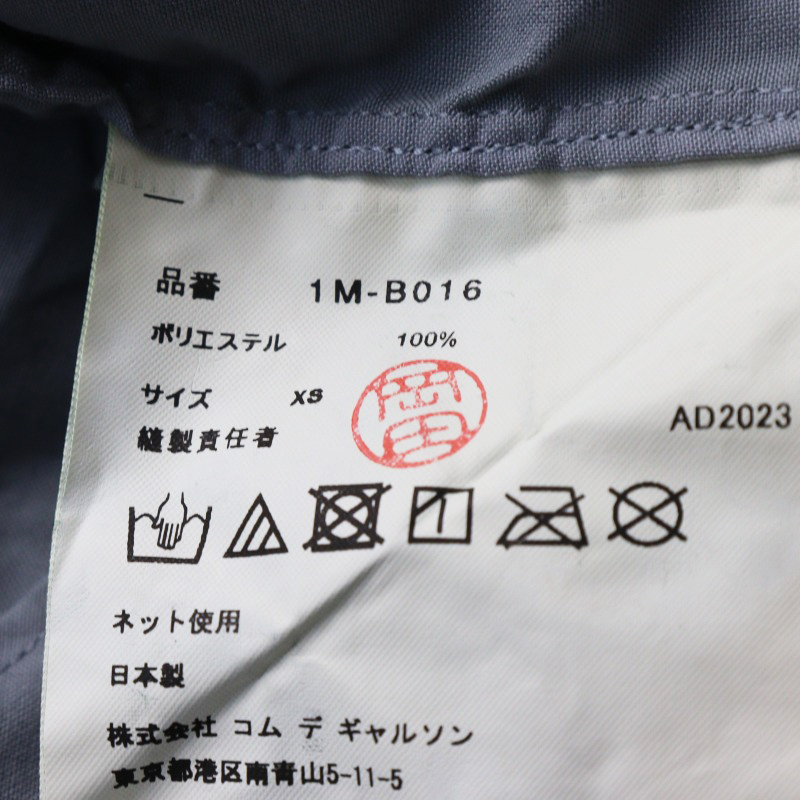 品番 1M-B016
ポリエステル 100%
サイズ XS
縫製責任者 岡田
AD2023
ネット使用
日本製
株式会社 コム デ ギャルソン
東京都港区南青山5-11-5